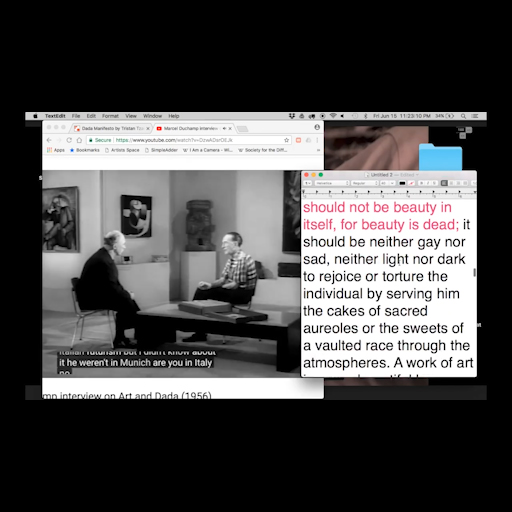 TextEdit File Edit Format View Window Help
Fri Jun 15 11:23:10 PM 34%
Dada Manifesto by Tristan Tza
Marcel Duchamp interview
Secure
https://www.youtube.com/watch?v=
Apps Bookmarks Artists Space SimpleAdder I Am a Camera – Wi... Society for the Diff...
Untitled 2 — Edited
Helvetica Regular
should not be beauty in
itself, for beauty is dead; it
should be neither gay nor
sad, neither light nor dark
to rejoice or torture the
individual by serving him
the cakes of sacred
aureoles or the sweets of
a vaulted race through the
atmospheres. A work of art
Italian futurism but I didn't know about
it he weren't in Munich are you in Italy
no
mp interview on Art and Dada (1956)